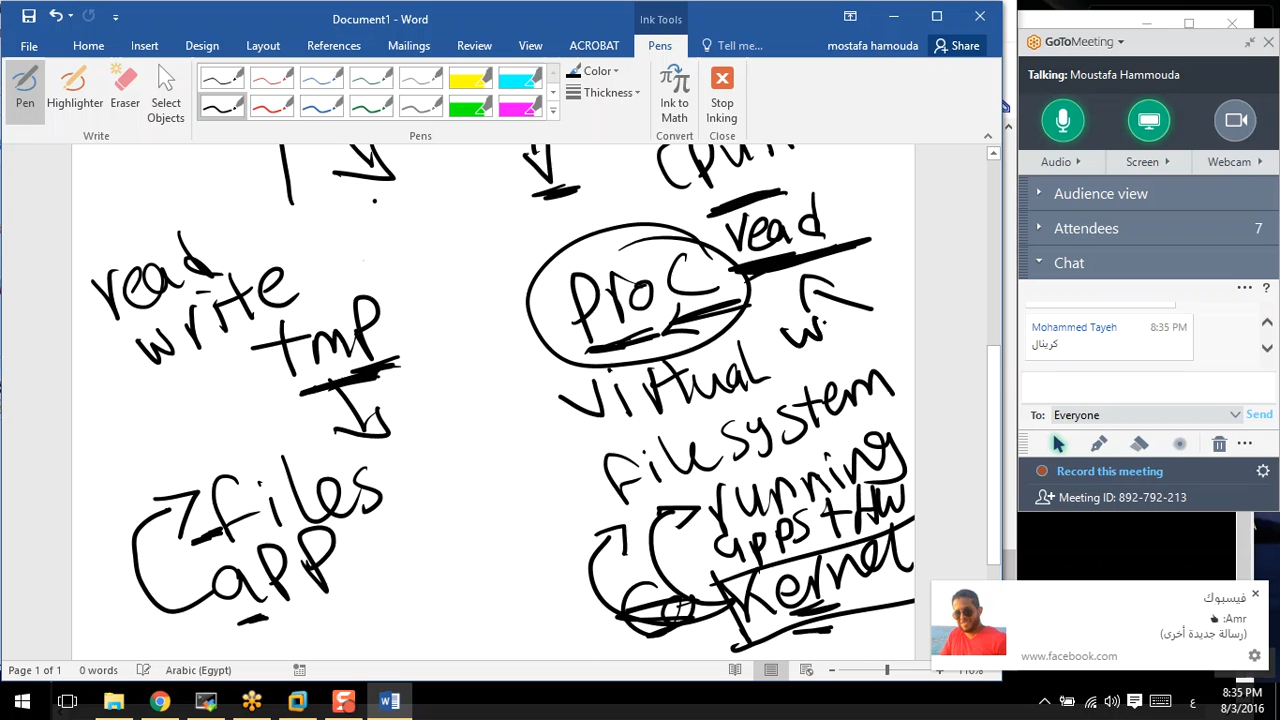 Document1 - Word
Ink Tools
File
Home
Insert
Design
Layout
References
Mailings
Review
View
ACROBAT
Pens
Tell me...
mostafa hamouda
Share
Pen
Highlighter
Eraser
Select Objects
Color
Thickness
Ink to Math
Stop Inking
Write
Pens
Convert
Close
read
write
tmp
files
app
read
proc
w
virtual
filesystem
running
apps + HW
Kernel
GoToMeeting
Talking: Moustafa Hammouda
Audio
Screen
Webcam
Audience view
Attendees 7
Chat
Mohammed Tayeh 8:35 PM
كرينال
To: Everyone
Send
Record this meeting
Meeting ID: 892-792-213
فيسبوك
Amr:
(رسالة جديدة أخرى)
www.facebook.com
Page 1 of 1
0 words
Arabic (Egypt)
ع
8:35 PM
8/3/2016